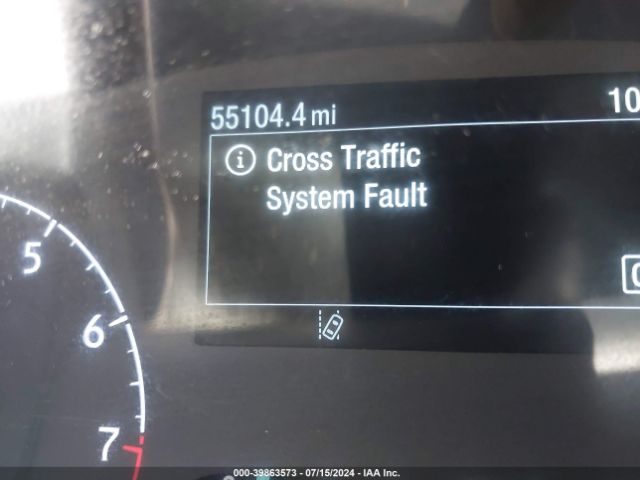 55104.4 mi
10
Cross Traffic
System Fault
5
6
7
000-39863573 - 07/15/2024 - IAA Inc.